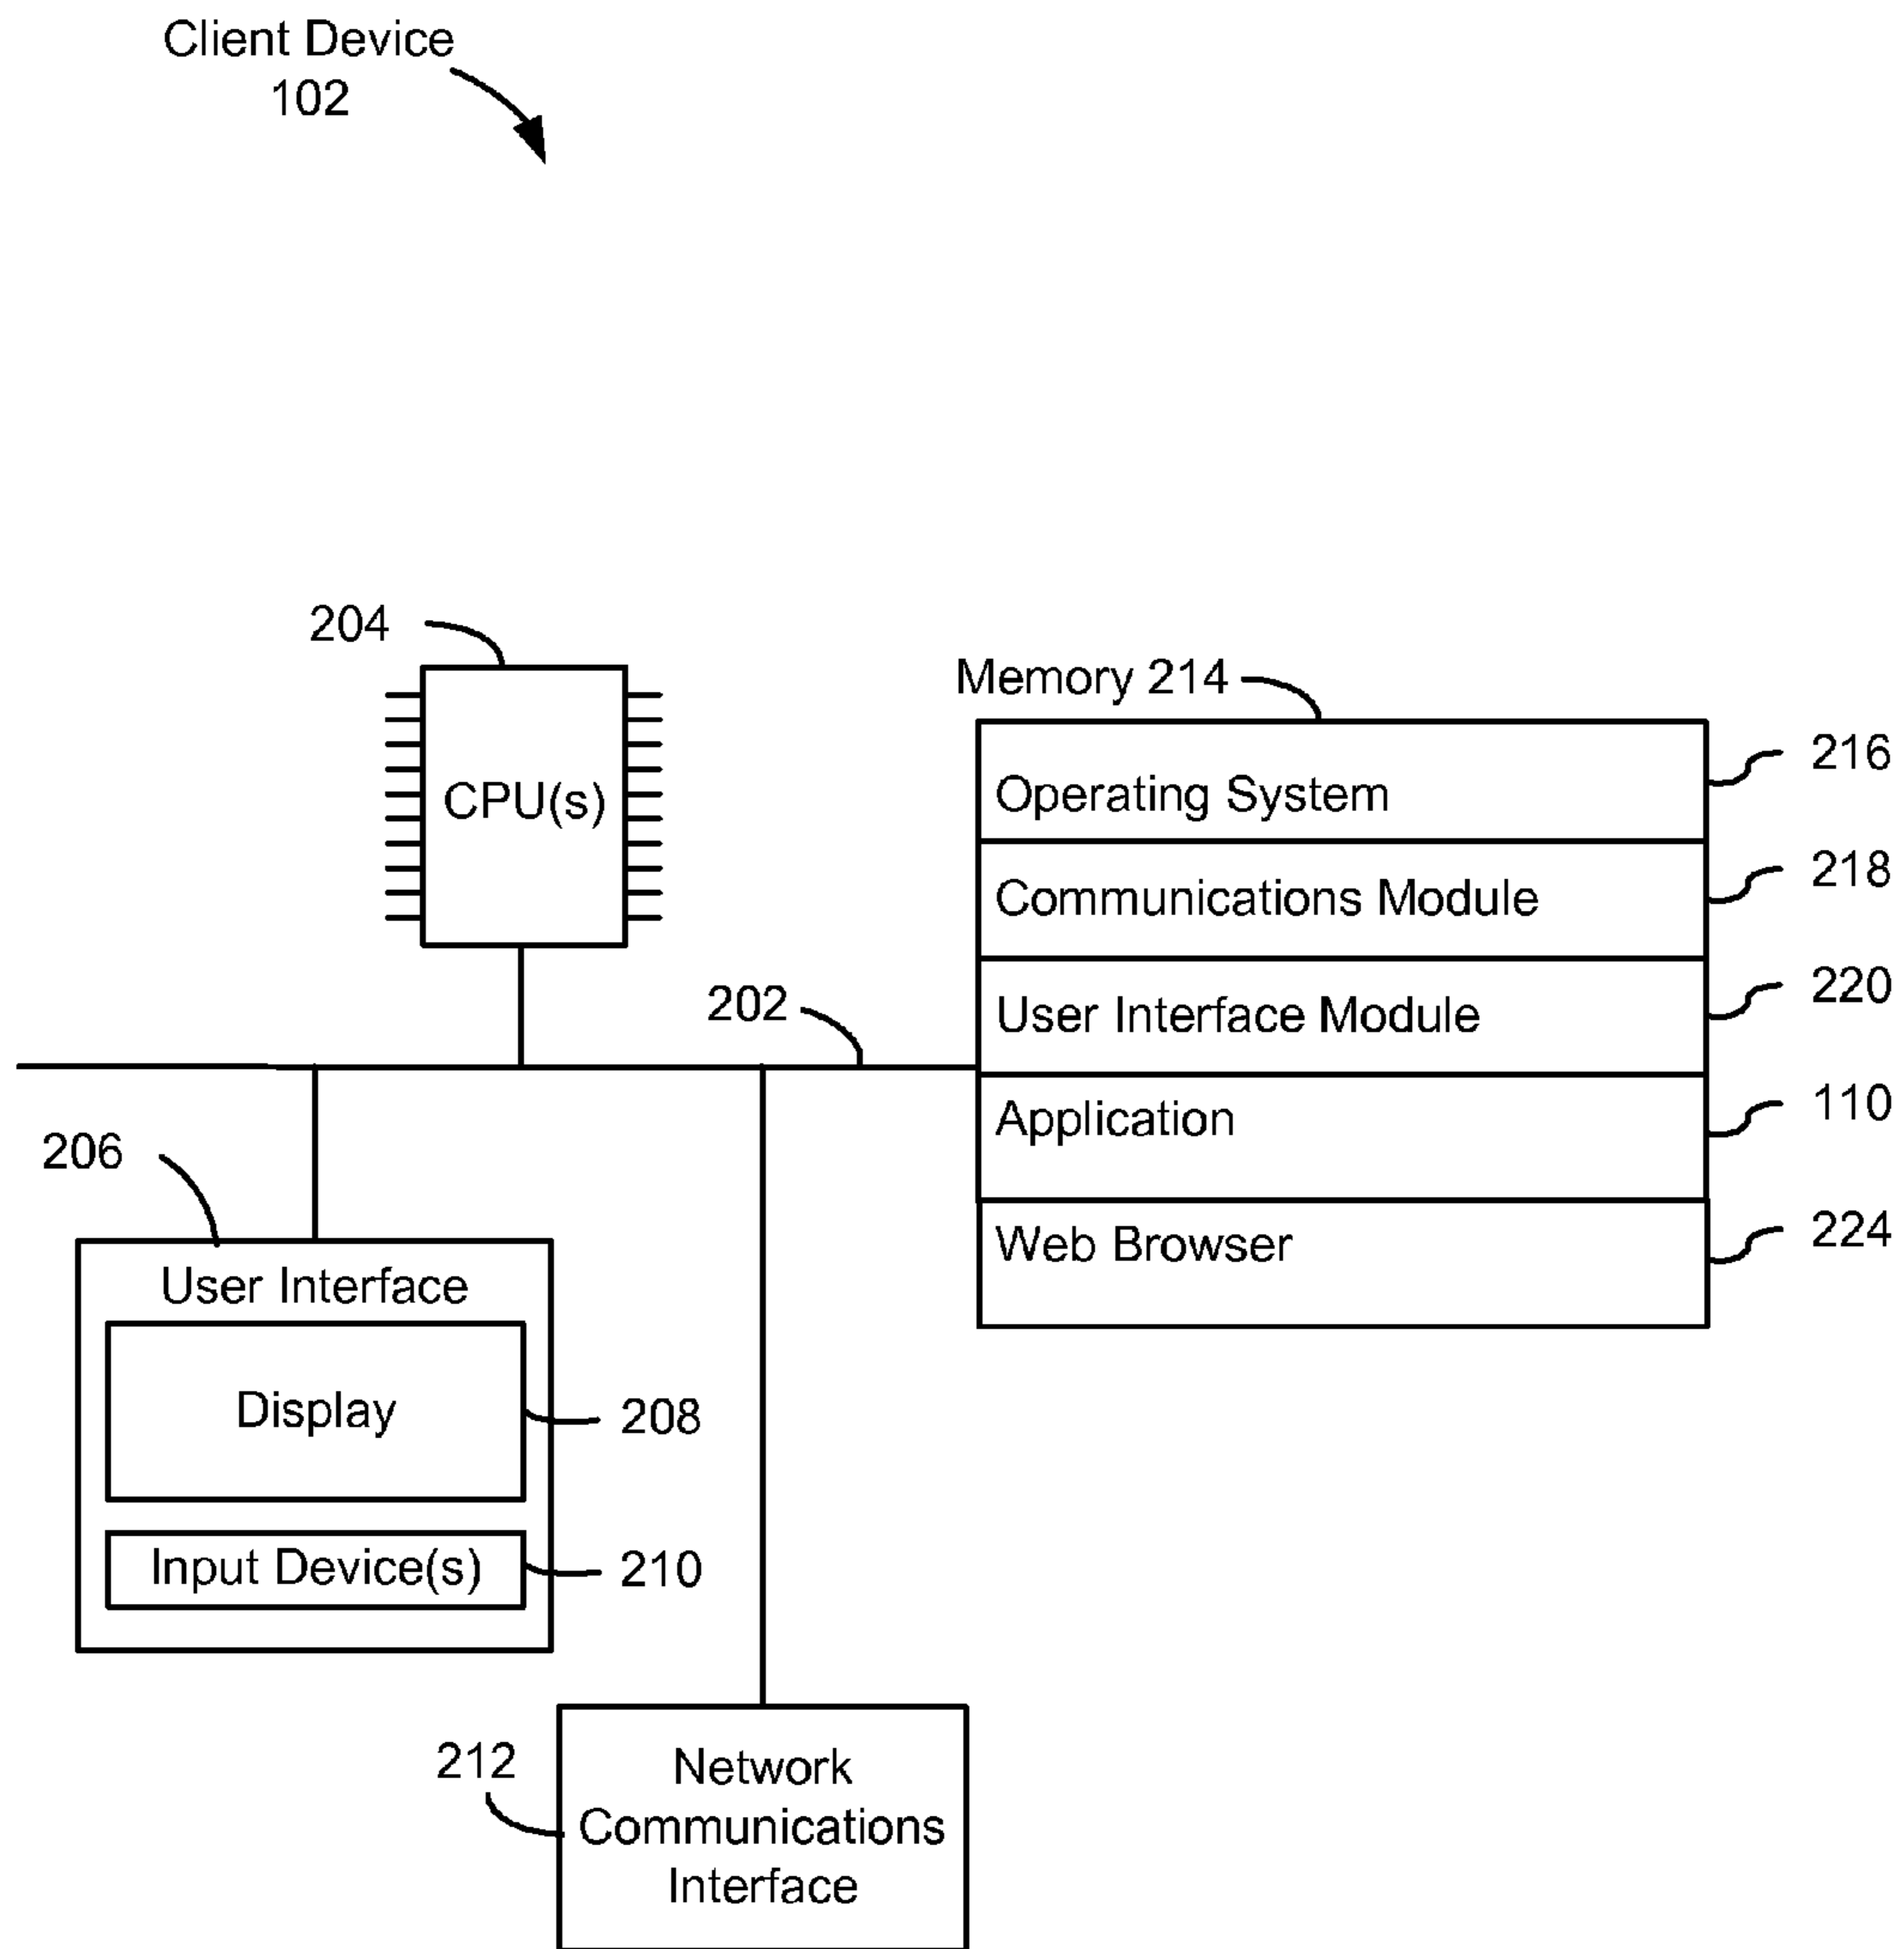 Client Device
102
204
CPU(s)
Memory 214
Operating System
216
Communications Module
218
User Interface Module
220
Application
110
Web Browser
224
202
206
User Interface
Display
208
Input Device(s)
210
212
Network
Communications
Interface